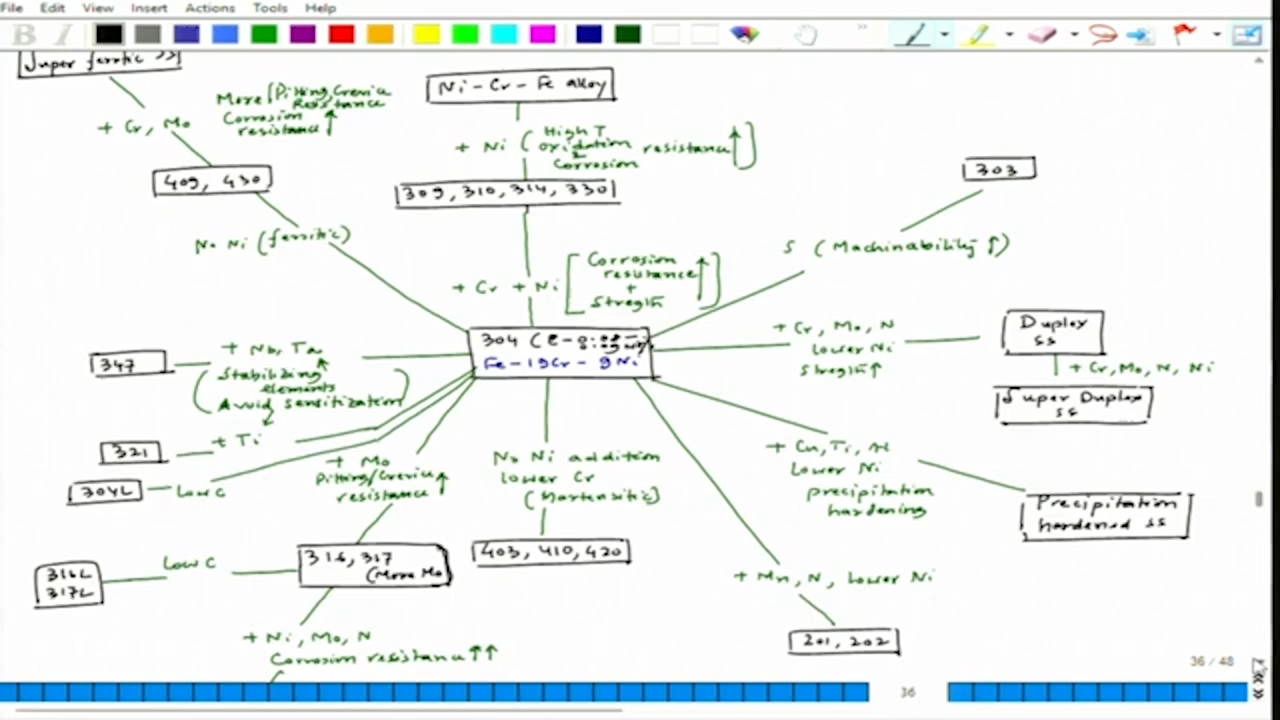 File Edit View Insert Actions Tools Help
B I
Super ferritic SS
+ Cr, Mo
More Pitting, Crevice
Resistance
Corrosion
resistance ↑
409, 430
No Ni (ferritic)
Ni - Cr - Fe alloy
+ Ni ( High T
oxidation
&
Corrosion resistance ↑ )
309, 310, 314, 330
+ Cr + Ni [ Corrosion
resistance ↑
+
Stregth ]
303
S (Machinability ↑)
304
Fe-19Cr-9Ni
+ Cr, Mo, N
lower Ni
Stregth ↑
Duplex
SS
+ Cr, Mo, N, Ni
Super Duplex
SS
347
+ Nb, Ta
(Stabilizing
elements
Avoid sensitization)
321
+ Ti
304L
Low C
+ Mo
Pitting/Crevice ↑
resistance
316, 317
(More Mo)
Low C
316L
317L
+ Ni, Mo, N
Corrosion resistance ↑↑
No Ni addition
lower Cr
(Martensitic)
403, 410, 420
+ Cu, Ti, Al
Lower Ni
precipitation
hardening
Precipitation
hardened SS
+ Mn, N, Lower Ni
201, 202
36 / 48
36